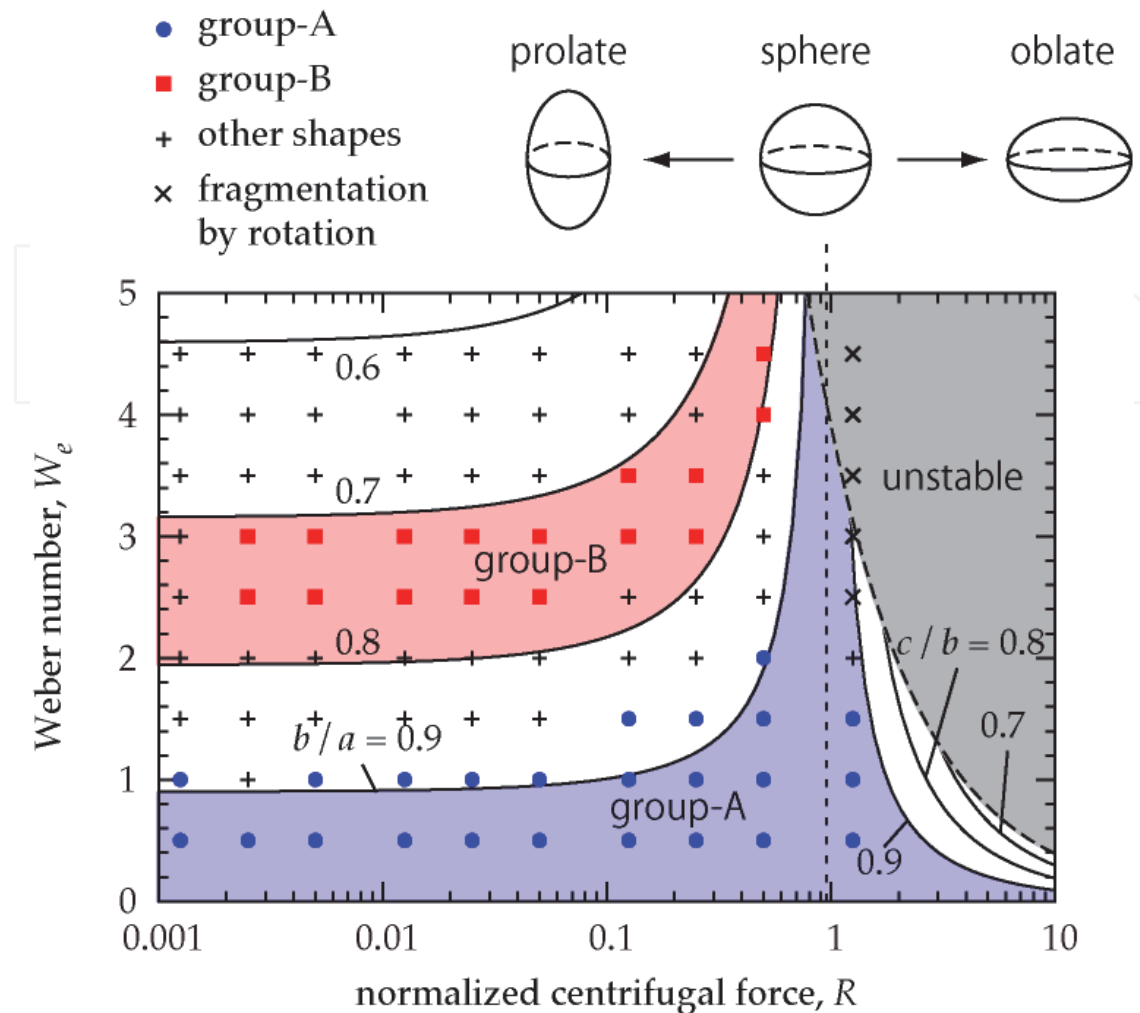 group-A
group-B
other shapes
fragmentation
by rotation
prolate
sphere
oblate
Weber number, We
5
4
3
2
1
0
0.6
0.7
0.8
b / a = 0.9
group-B
group-A
unstable
c / b = 0.8
0.7
0.9
0.001
0.01
0.1
1
10
normalized centrifugal force, R